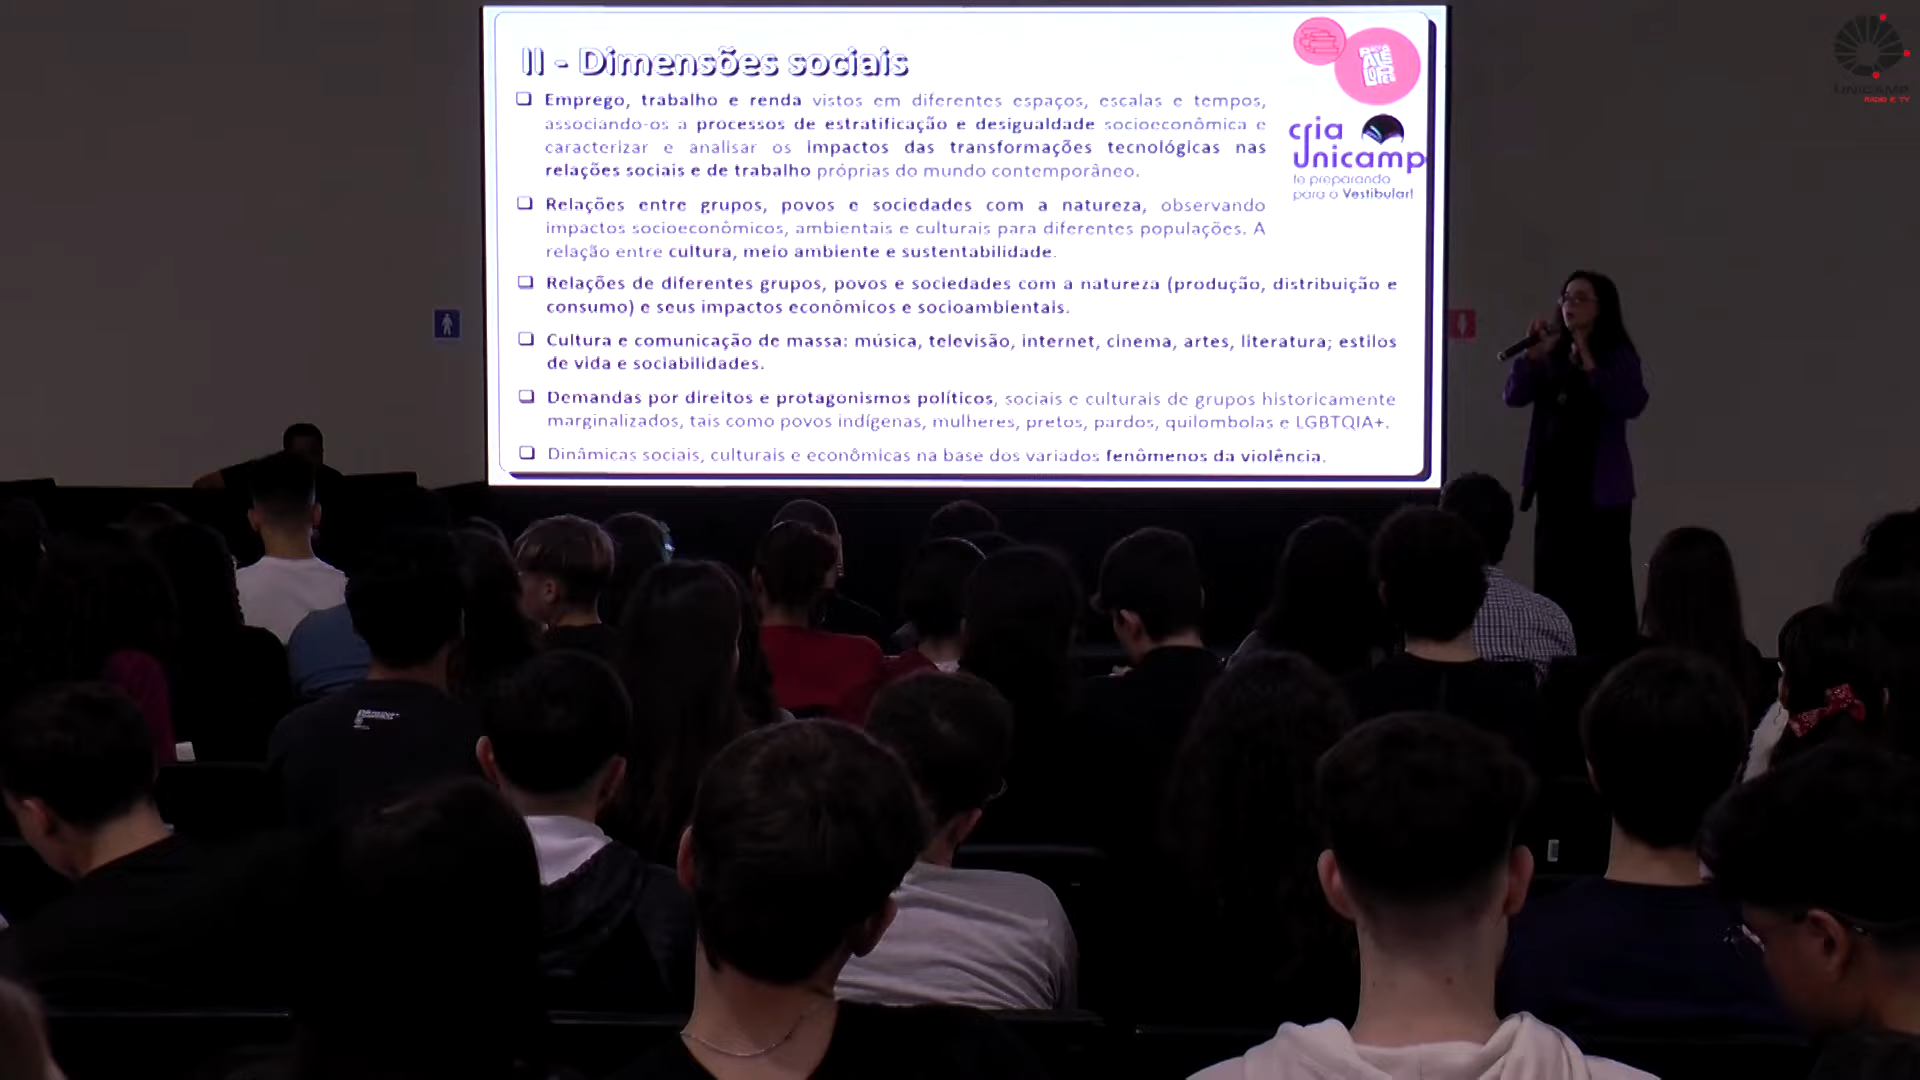 II - Dimensões sociais
Emprego, trabalho e renda vistos em diferentes espaços, escalas e tempos,
associando-os a processos de estratificação e desigualdade socioeconômica e
caracterizar e analisar os impactos das transformações tecnológicas nas
relações sociais e de trabalho próprias do mundo contemporâneo.
Relações entre grupos, povos e sociedades com a natureza, observando
impactos socioeconômicos, ambientais e culturais para diferentes populações. A
relação entre cultura, meio ambiente e sustentabilidade.
Relações de diferentes grupos, povos e sociedades com a natureza (produção, distribuição e
consumo) e seus impactos econômicos e socioambientais.
Cultura e comunicação de massa: música, televisão, internet, cinema, artes, literatura; estilos
de vida e sociabilidades.
Demandas por direitos e protagonismos políticos, sociais e culturais de grupos historicamente
marginalizados, tais como povos indígenas, mulheres, pretos, pardos, quilombolas e LGBTQIA+.
Dinâmicas sociais, culturais e econômicas na base dos variados fenômenos da violência.
cria
unicamp
te preparando
para o Vestibular!
UNICAMP
RÁDIO E TV